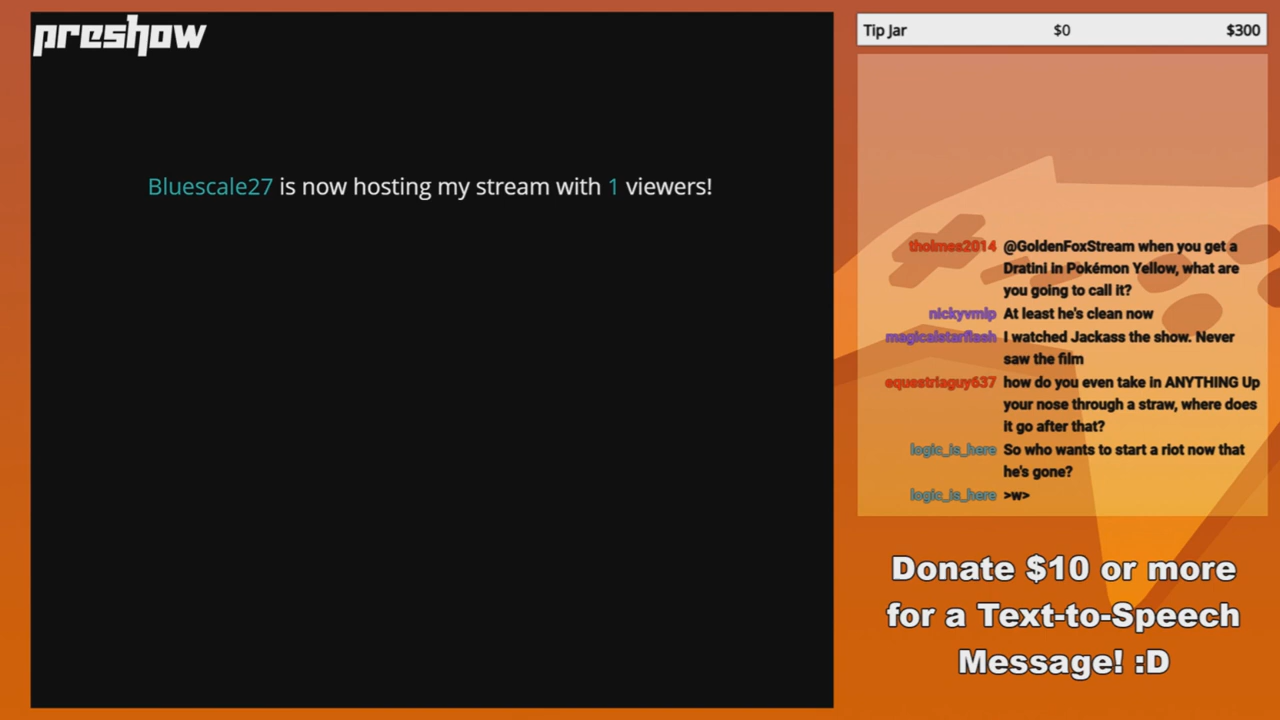 preshow
Bluescale27 is now hosting my stream with 1 viewers!
Tip Jar $0 $300
tholmes2014 @GoldenFoxStream when you get a
Dratini in Pokémon Yellow, what are
you going to call it?
nickyvmlp At least he's clean now
magicalstarflash I watched Jackass the show. Never
saw the film
equestriaguy637 how do you even take in ANYTHING Up
your nose through a straw, where does
it go after that?
logic_is_here So who wants to start a riot now that
he's gone?
logic_is_here >w>
Donate $10 or more
for a Text-to-Speech
Message! :D